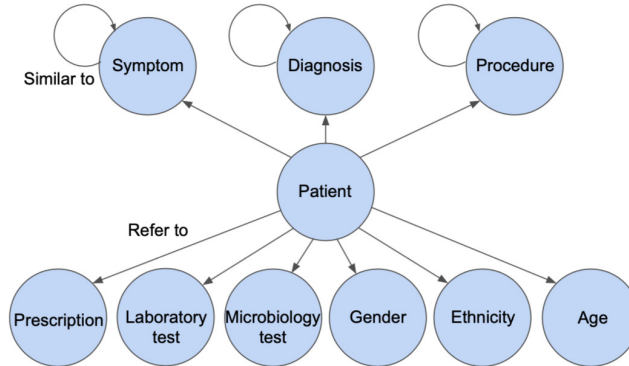 Similar to
Symptom
Diagnosis
Procedure
Patient
Refer to
Prescription
Laboratory
test
Microbiology
test
Gender
Ethnicity
Age